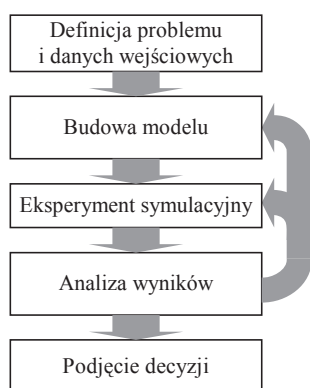 Definicja problemu
i danych wejściowych
Budowa modelu
Eksperyment symulacyjny
Analiza wyników
Podjęcie decyzji